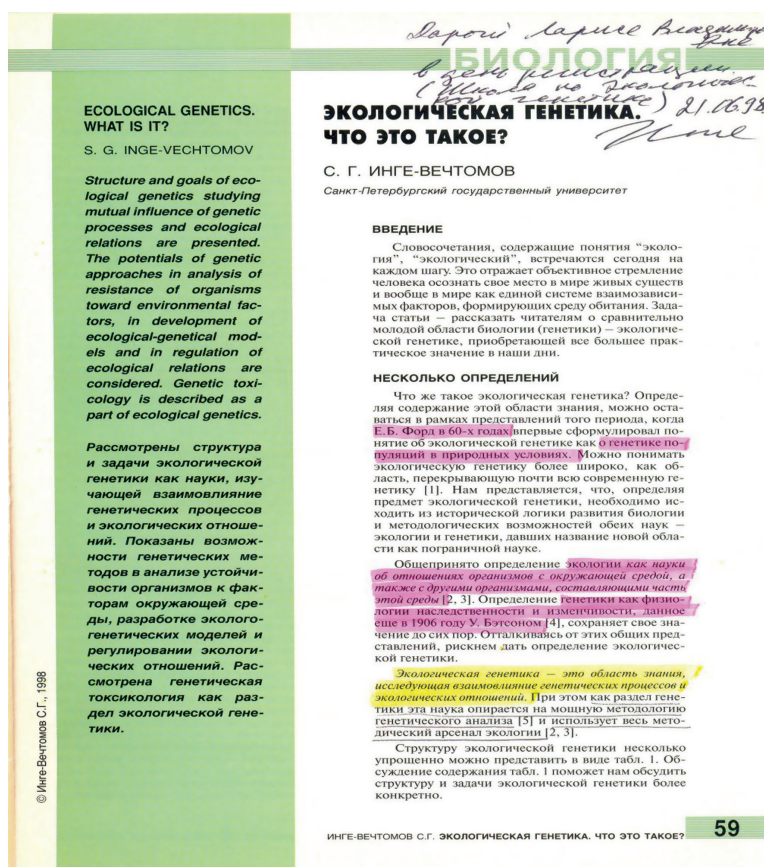 Дарогой Ларисе Владимировне
в день регистрации
(Школа по экологической генетике) 21.06.98
БИОЛОГИЯ
ECOLOGICAL GENETICS.
WHAT IS IT?
S. G. INGE-VECHTOMOV
Structure and goals of eco-
logical genetics studying
mutual influence of genetic
processes and ecological
relations are presented.
The potentials of genetic
approaches in analysis of
resistance of organisms
toward environmental fac-
tors, in development of
ecological-genetical mod-
els and in regulation of
ecological relations are
considered. Genetic toxi-
cology is described as a
part of ecological genetics.
Рассмотрены структура
и задачи экологической
генетики как науки, изу-
чающей взаимовлияние
генетических процессов
и экологических отноше-
ний. Показаны возмож-
ности генетических ме-
тодов в анализе устойчи-
вости организмов к фак-
торам окружающей сре-
ды, разработке эколого-
генетических моделей и
регулировании экологи-
ческих отношений. Рас-
смотрена генетическая
токсикология как раз-
дел экологической гене-
тики.
© Инге-Вечтомов С.Г., 1998
ЭКОЛОГИЧЕСКАЯ ГЕНЕТИКА.
ЧТО ЭТО ТАКОЕ?
С. Г. ИНГЕ-ВЕЧТОМОВ
Санкт-Петербургский государственный университет
ВВЕДЕНИЕ
Словосочетания, содержащие понятия “эколо-
гия”, “экологический”, встречаются сегодня на
каждом шагу. Это отражает объективное стремление
человека осознать свое место в мире живых существ
и вообще в мире как единой системе взаимозависи-
мых факторов, формирующих среду обитания. Зада-
ча статьи – рассказать читателям о сравнительно
молодой области биологии (генетики) – экологиче-
ской генетике, приобретающей все большее прак-
тическое значение в наши дни.
НЕСКОЛЬКО ОПРЕДЕЛЕНИЙ
Что же такое экологическая генетика? Опреде-
ляя содержание этой области знания, можно оста-
ваться в рамках представлений того периода, когда
Е.Б. Форд в 60-х годах впервые сформулировал по-
нятие об экологической генетике как о генетике по-
пуляций в природных условиях. Можно понимать
экологическую генетику более широко, как об-
ласть, перекрывающую почти всю современную ге-
нетику [1]. Нам представляется, что, определяя
предмет экологической генетики, необходимо ис-
ходить из исторической логики развития биологии
и методологических возможностей обеих наук –
экологии и генетики, давших название новой обла-
сти как пограничной науке.
Общепринято определение экологии как науки
об отношениях организмов с окружающей средой, а
также с другими организмами, составляющими часть
этой среды [2, 3]. Определение генетики как физио-
логии наследственности и изменчивости, данное
еще в 1906 году У. Бэтсоном [4], сохраняет свое зна-
чение до сих пор. Отталкиваясь от этих общих пред-
ставлений, рискнем дать определение экологичес-
кой генетики.
Экологическая генетика – это область знания,
исследующая взаимовлияние генетических процессов и
экологических отношений. При этом как раздел гене-
тики эта наука опирается на мощную методологию
генетического анализа [5] и использует весь мето-
дический арсенал экологии [2, 3].
Структуру экологической генетики несколько
упрощенно можно представить в виде табл. 1. Об-
суждение содержания табл. 1 поможет нам обсудить
структуру и задачи экологической генетики более
конкретно.
ИНГЕ-ВЕЧТОМОВ С.Г. ЭКОЛОГИЧЕСКАЯ ГЕНЕТИКА. ЧТО ЭТО ТАКОЕ?
59